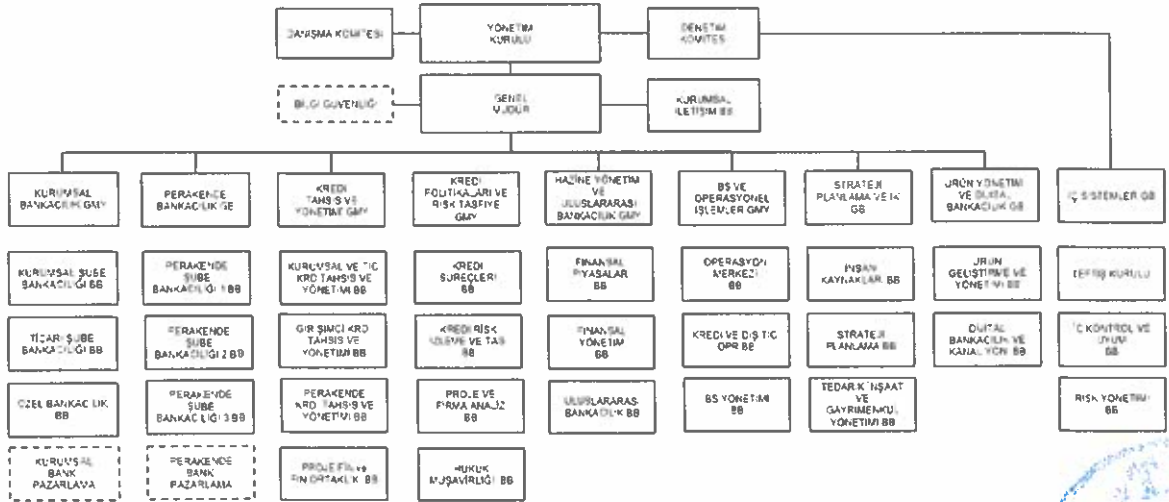 DANIŞMA KOMİTESİ
YÖNETİM
KURULU
DENETİM
KOMİTESİ
BİLGİ GÜVENLİĞİ
GENEL
MÜDÜR
KURUMSAL
İLETİŞİM BB
KURUMSAL
BANKACILIK GMY
PERAKENDE
BANKACILIK GB
KREDİ
TAHSİS VE
YÖNETİMİ GMY
KREDİ
POLİTİKALARI VE
RİSK TASFİYE
GMY
HAZİNE YÖNETİM
VE
ULUSLARARASI
BANKACILIK GMY
BS VE
OPERASYONEL
İŞLEMLER GMY
STRATEJİ
PLANLAMA VE İK
GB
ÜRÜN YÖNETİMİ
VE DİJİTAL
BANKACILIK GB
İÇ SİSTEMLER GB
KURUMSAL ŞUBE
BANKACILIĞI BB
PERAKENDE
ŞUBE
BANKACILIĞI 1 BB
KURUMSAL VE TİC
KRD TAHSİS VE
YÖNETİMİ BB
KREDİ
SÜREÇLERİ
BB
FİNANSAL
PİYASALAR
BB
OPERASYON
MERKEZİ
BB
İNSAN
KAYNAKLARI BB
ÜRÜN
GELİŞTİRME VE
YÖNETİMİ BB
TEFTİŞ KURULU
TİCARİ ŞUBE
BANKACILIĞI BB
PERAKENDE
ŞUBE
BANKACILIĞI 2 BB
GİRİŞİMCİ KRD
TAHSİS VE
YÖNETİMİ BB
KREDİ RİSK
İZLEME VE TAS
BB
FİNANSAL
YÖNETİM
BB
KREDİ VE DIŞ TİC
OPR BB
STRATEJİ
PLANLAMA BB
DİJİTAL
BANKACILIK VE
KANAL YÖN BB
İÇ KONTROL VE
UYUM
BB
ÖZEL BANKACILIK
BB
PERAKENDE
ŞUBE
BANKACILIĞI 3 BB
PERAKENDE
KRD TAHSİS VE
YÖNETİMİ BB
PROJE VE
FİRMA ANALİZ
BB
ULUSLARARASI
BANKACILIK BB
BS YÖNETİMİ
BB
TEDARİK İNŞAAT
VE
GAYRİMENKUL
YÖNETİMİ BB
RİSK YÖNETİMİ
BB
KURUMSAL
BANK
PAZARLAMA
PERAKENDE
BANK
PAZARLAMA
PROJE FİN ve
FİN ORTAKLIK BB
HUKUK
MÜŞAVİRLİĞİ BB